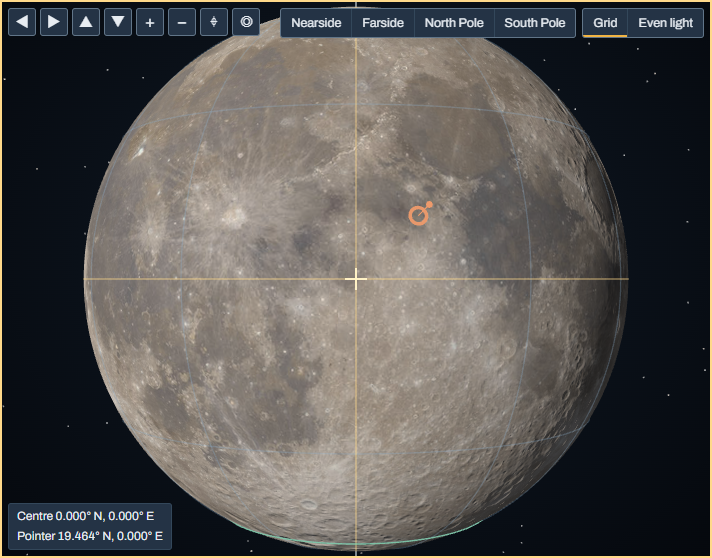 Nearside Farside North Pole South Pole Grid Even light
Centre 0.000° N, 0.000° E
Pointer 19.464° N, 0.000° E